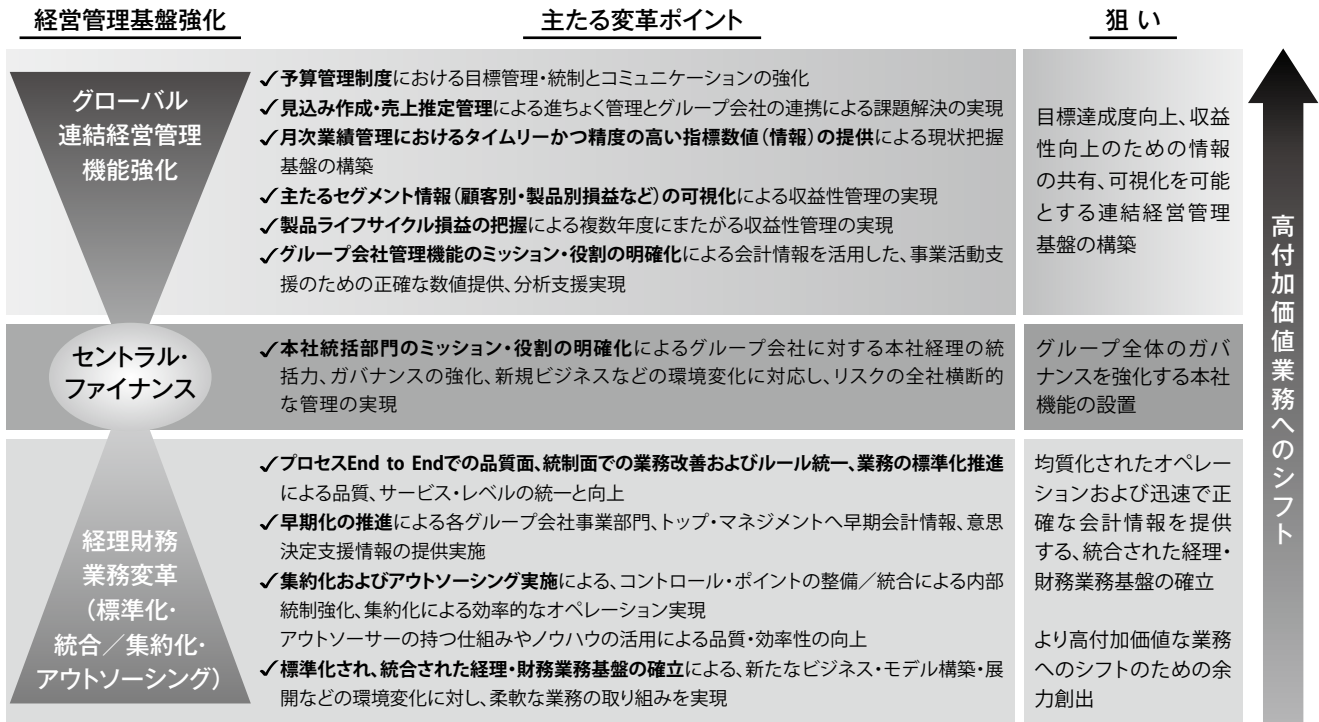 経営管理基盤強化
主たる変革ポイント
狙 い
グローバル
連結経営管理
機能強化
✓予算管理制度における目標管理・統制とコミュニケーションの強化
✓見込み作成・売上推定管理による進ちょく管理とグループ会社の連携による課題解決の実現
✓月次業績管理におけるタイムリーかつ精度の高い指標数値（情報）の提供による現状把握
基盤の構築
✓主たるセグメント情報（顧客別・製品別損益など）の可視化による収益性管理の実現
✓製品ライフサイクル損益の把握による複数年度にまたがる収益性管理の実現
✓グループ会社管理機能のミッション・役割の明確化による会計情報を活用した、事業活動支
援のための正確な数値提供、分析支援実現
目標達成度向上、収益
性向上のための情報
の共有、可視化を可能
とする連結経営管理
基盤の構築
セントラル・
ファイナンス
✓本社統括部門のミッション・役割の明確化によるグループ会社に対する本社経理の統
括力、ガバナンスの強化、新規ビジネスなどの環境変化に対応し、リスクの全社横断的
な管理の実現
グループ全体のガバ
ナンスを強化する本社
機能の設置
経理財務
業務変革
（標準化・
統合／集約化・
アウトソーシング）
✓プロセスEnd to Endでの品質面、統制面での業務改善およびルール統一、業務の標準化推進
による品質、サービス・レベルの統一と向上
✓早期化の推進による各グループ会社事業部門、トップ・マネジメントへ早期会計情報、意思
決定支援情報の提供実施
✓集約化およびアウトソーシング実施による、コントロール・ポイントの整備／統合による内部
統制強化、集約化による効率的なオペレーション実現
アウトソーサーの持つ仕組みやノウハウの活用による品質・効率性の向上
✓標準化され、統合された経理・財務業務基盤の確立による、新たなビジネス・モデル構築・展
開などの環境変化に対し、柔軟な業務の取り組みを実現
均質化されたオペレー
ションおよび迅速で正
確な会計情報を提供
する、統合された経理・
財務業務基盤の確立
より高付加価値な業務
へのシフトのための余
力創出
高付加価値業務へのシフト